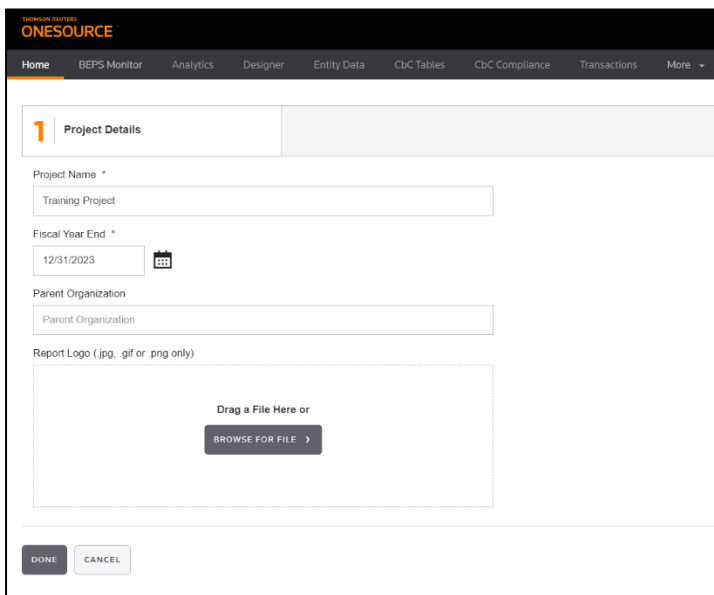 THOMSON REUTERS
ONESOURCE™
Home BEPS Monitor Analytics Designer Entity Data CbC Tables CbC Compliance Transactions More
1 Project Details
Project Name *
Training Project
Fiscal Year End *
12/31/2023
Parent Organization
Parent Organization
Report Logo (.jpg, .gif or .png only)
Drag a File Here or
BROWSE FOR FILE
DONE CANCEL